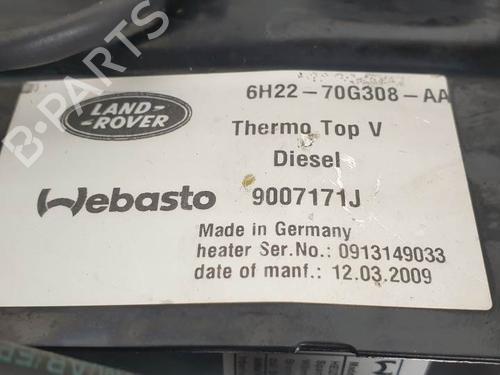 LAND-
ROVER
6H22-70G308-AA
Thermo Top V
Diesel
Webasto
9007171J
Made in Germany
heater Ser.No.: 0913149033
date of manf.: 12.03.2009
B-PARTS